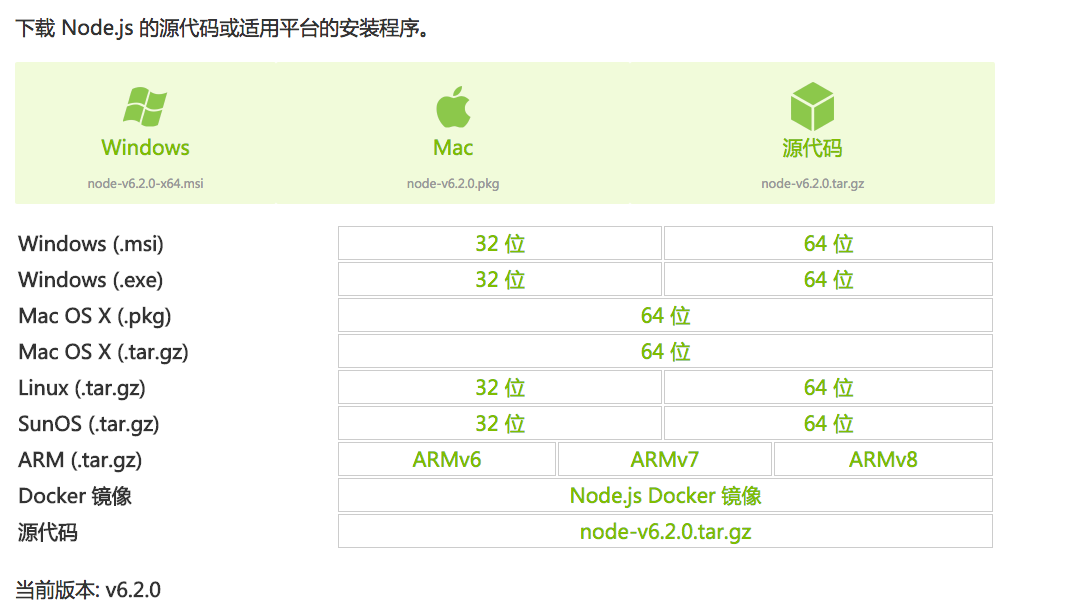 下载 Node.js 的源代码或适用平台的安装程序。
Windows Mac 源代码
node-v6.2.0-x64.msi node-v6.2.0.pkg node-v6.2.0.tar.gz
Windows (.msi) 32 位 64 位
Windows (.exe) 32 位 64 位
Mac OS X (.pkg) 64 位
Mac OS X (.tar.gz) 64 位
Linux (.tar.gz) 32 位 64 位
SunOS (.tar.gz) 32 位 64 位
ARM (.tar.gz) ARMv6 ARMv7 ARMv8
Docker 镜像 Node.js Docker 镜像
源代码 node-v6.2.0.tar.gz
当前版本: v6.2.0